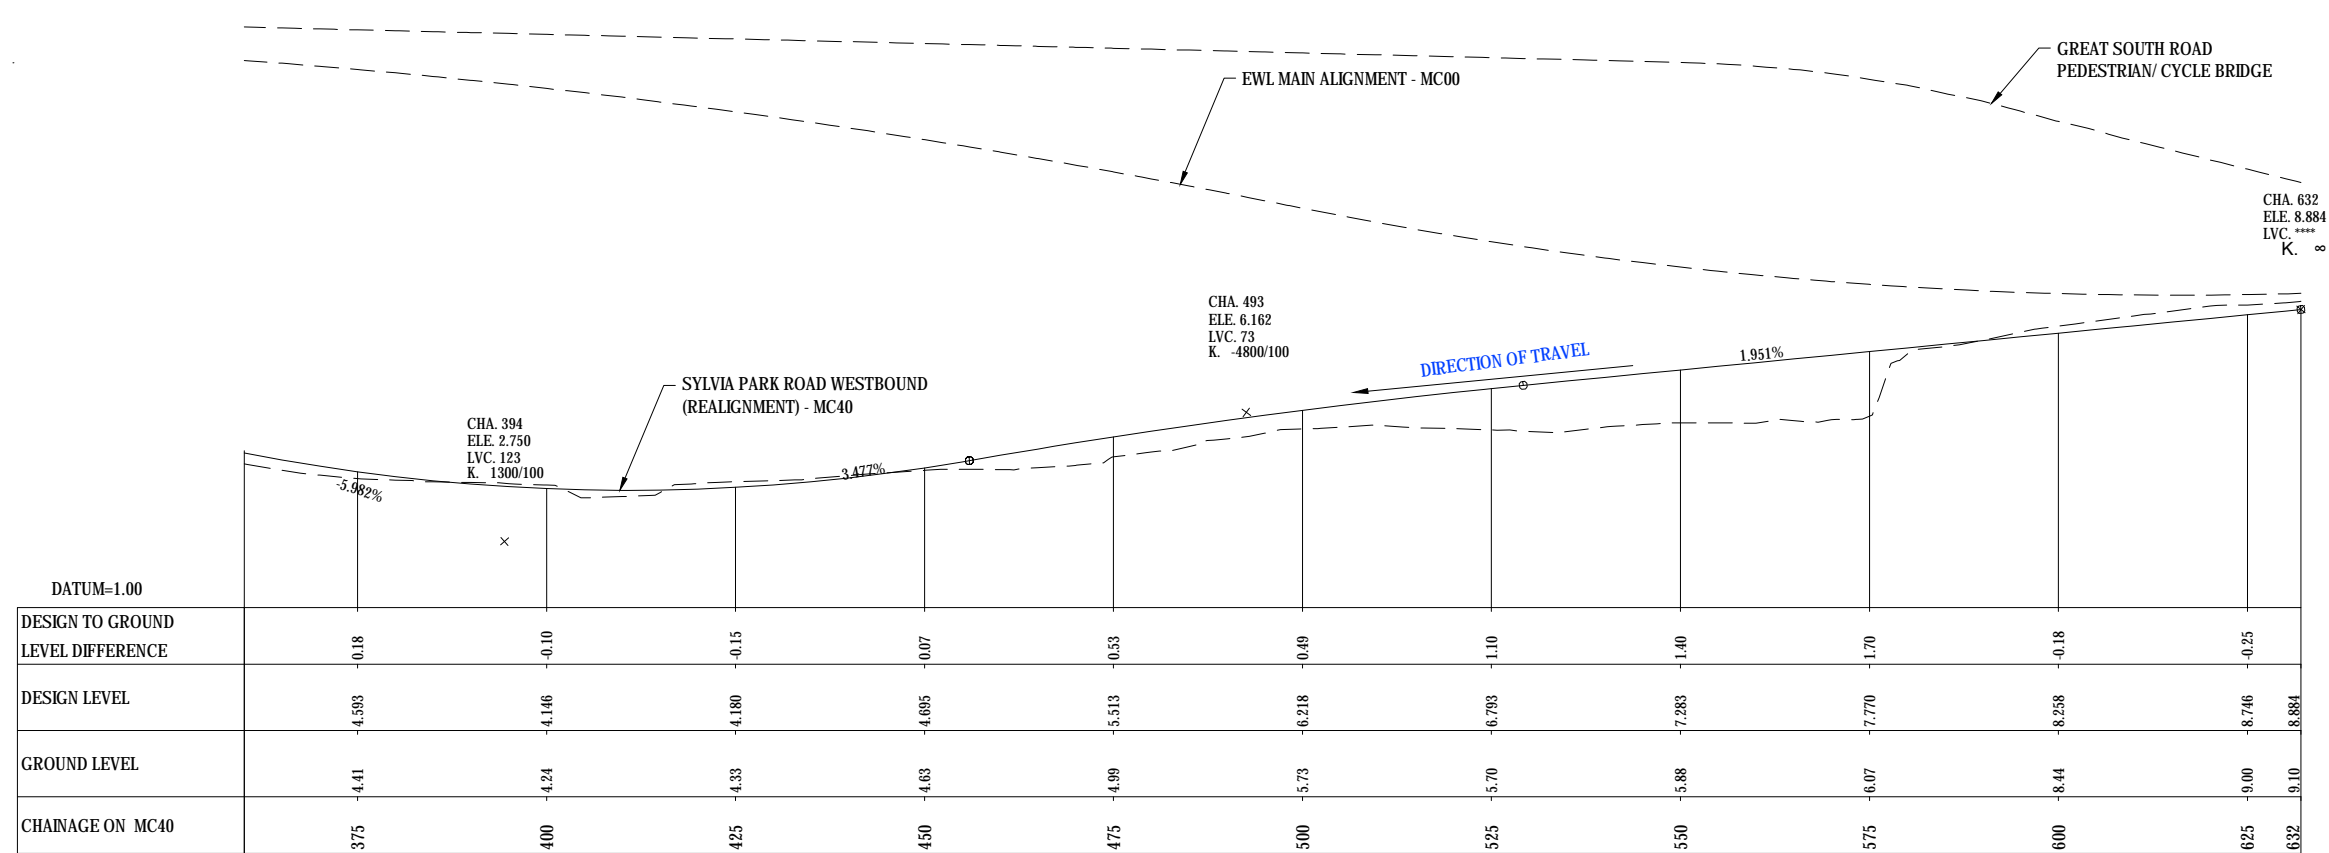 GREAT SOUTH ROAD
PEDESTRIAN/ CYCLE BRIDGE
EWL MAIN ALIGNMENT - MC00
CHA. 632
ELE. 8.884
LVC. ****
K. ∞
CHA. 493
ELE. 6.162
LVC. 73
K. -4800/100
DIRECTION OF TRAVEL
1.951%
SYLVIA PARK ROAD WESTBOUND
(REALIGNMENT) - MC40
CHA. 394
ELE. 2.750
LVC. 123
K. 1300/100
3.477%
-5.982%
DATUM=1.00
DESIGN TO GROUND
LEVEL DIFFERENCE 0.18 -0.10 -0.15 0.07 0.53 0.49 1.10 1.40 1.70 -0.18 -0.25
DESIGN LEVEL 4.593 4.146 4.180 4.695 5.513 6.218 6.793 7.283 7.770 8.258 8.746 8.884
GROUND LEVEL 4.41 4.24 4.33 4.63 4.99 5.73 5.70 5.88 6.07 8.44 9.00 9.10
CHAINAGE ON MC40 375 400 425 450 475 500 525 550 575 600 625 632